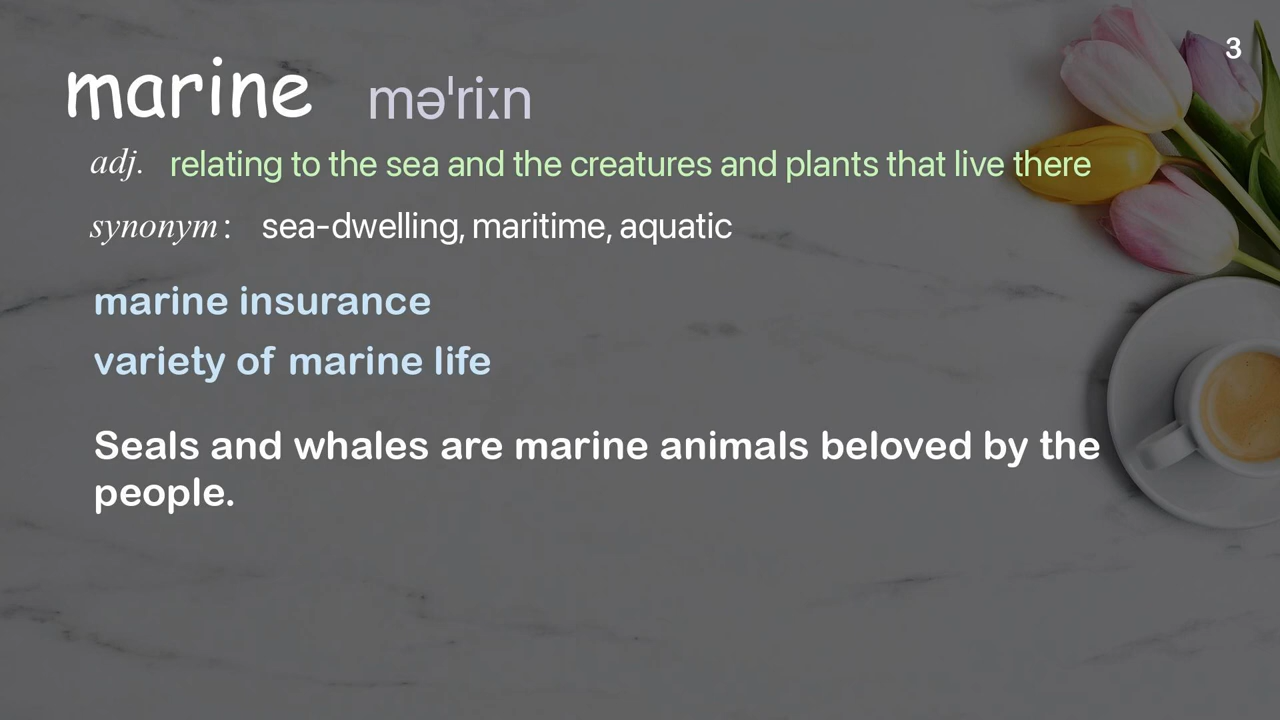 3
marine məˈriːn
adj. relating to the sea and the creatures and plants that live there
synonym: sea-dwelling, maritime, aquatic
marine insurance
variety of marine life
Seals and whales are marine animals beloved by the
people.